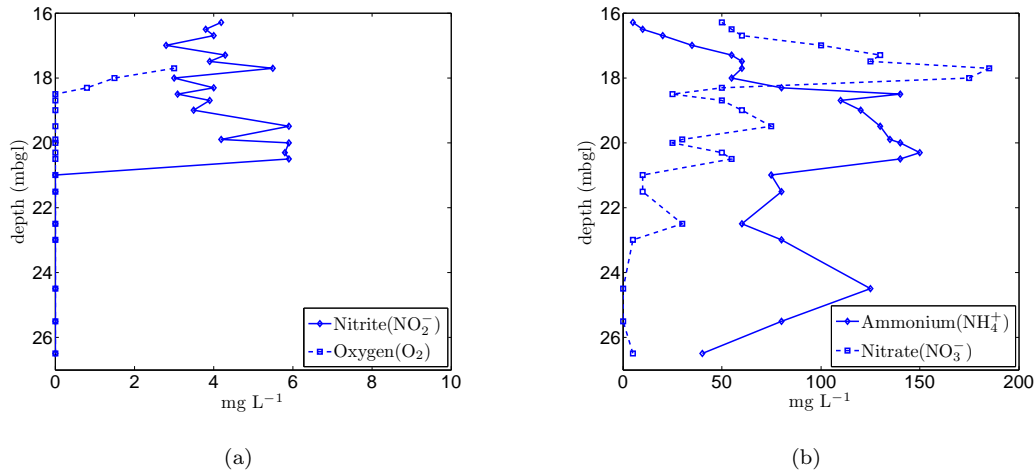 16
18
20
22
24
26
depth (mbgl)
0 2 4 6 8 10
mg L⁻¹
Nitrite(NO₂⁻)
Oxygen(O₂)
(a)
16
18
20
22
24
26
depth (mbgl)
0 50 100 150 200
mg L⁻¹
Ammonium(NH₄⁺)
Nitrate(NO₃⁻)
(b)